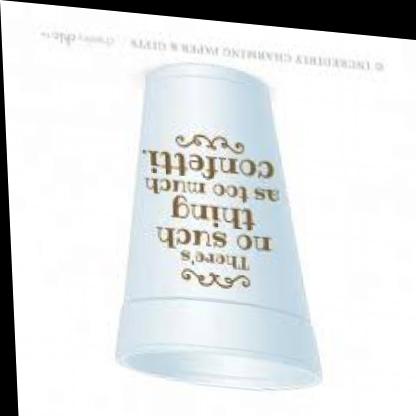 There's
no such
thing
as too much
confetti.
© INCREDIBLY CHARMING PAPER & GIFTS